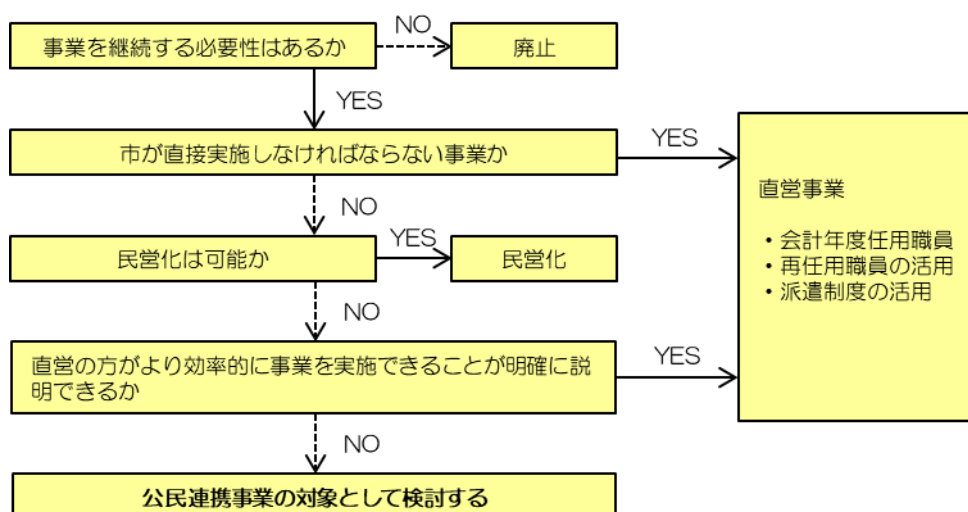 事業を継続する必要性はあるか
NO
廃止
YES
市が直接実施しなければならない事業か
YES
直営事業
・会計年度任用職員
・再任用職員の活用
・派遣制度の活用
NO
民営化は可能か
YES
民営化
NO
直営の方がより効率的に事業を実施できることが明確に説
明できるか
YES
NO
公民連携事業の対象として検討する